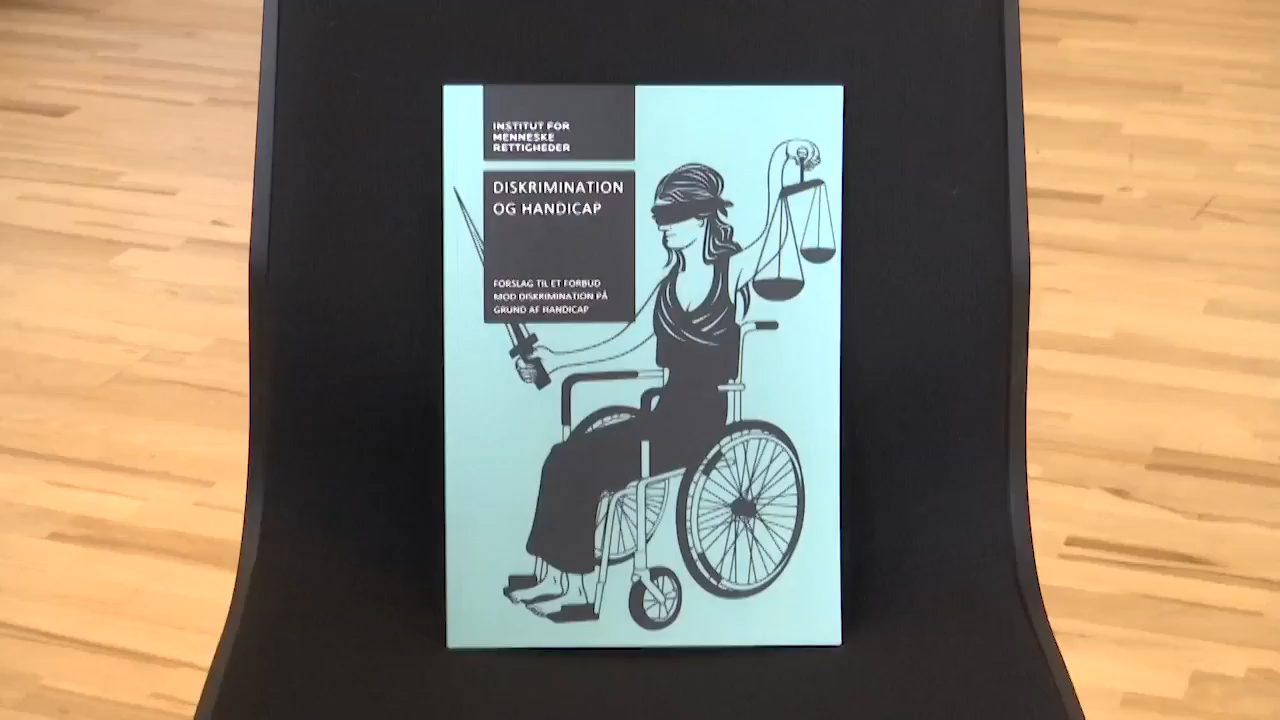 INSTITUT FOR
MENNESKE
RETTIGHEDER
DISKRIMINATION
OG HANDICAP
FORSLAG TIL ET FORBUD
MOD DISKRIMINATION PÅ
GRUND AF HANDICAP